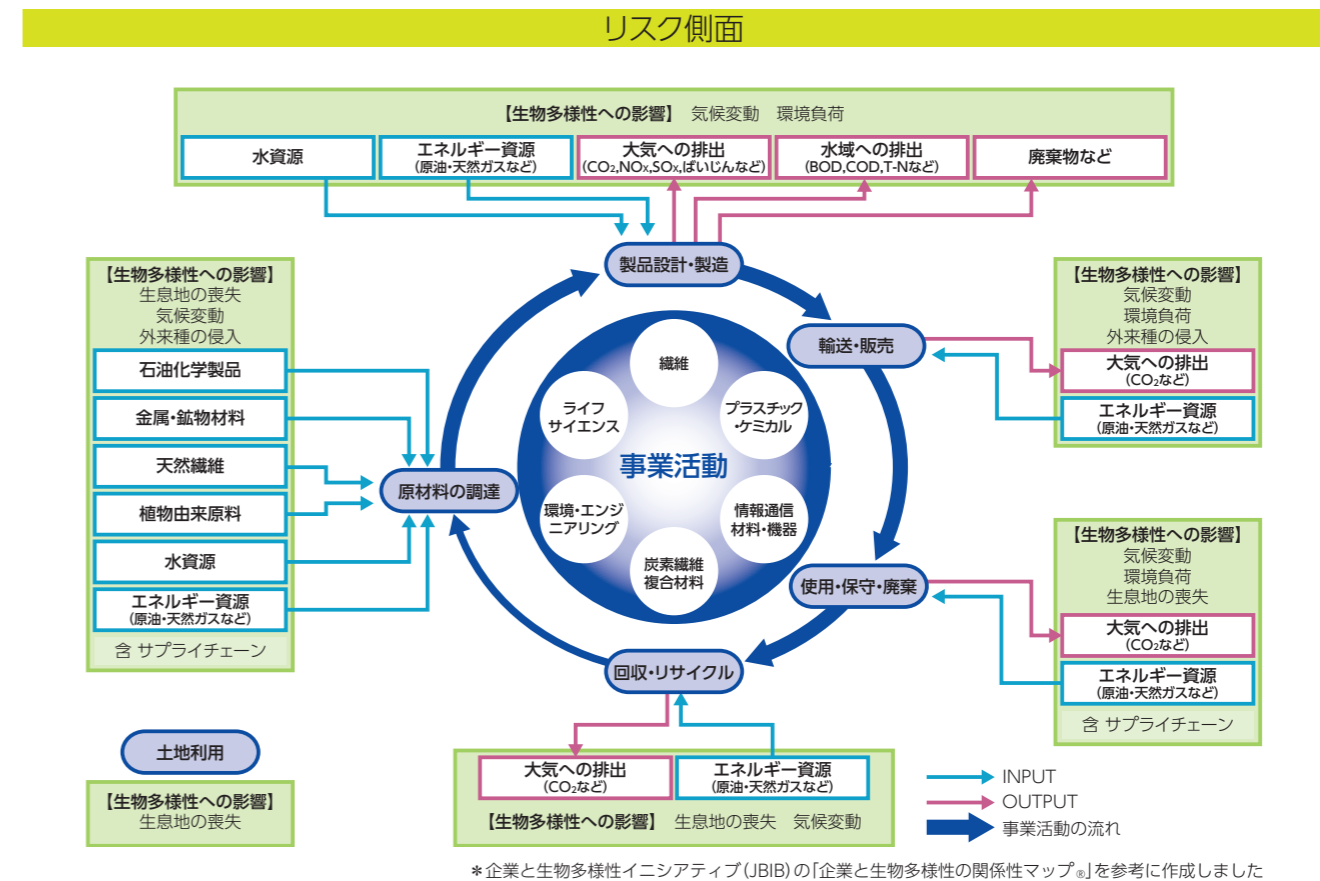 リスク側面
【生物多様性への影響】 気候変動 環境負荷
水資源
エネルギー資源
(原油・天然ガスなど)
大気への排出
(CO₂,NOx,SOx,ばいじんなど)
水域への排出
(BOD,COD,T-Nなど)
廃棄物など
【生物多様性への影響】
生息地の喪失
気候変動
外来種の侵入
石油化学製品
金属・鉱物材料
天然繊維
植物由来原料
水資源
エネルギー資源
(原油・天然ガスなど)
含 サプライチェーン
製品設計・製造
輸送・販売
使用・保守・廃棄
回収・リサイクル
原材料の調達
事業活動
繊維
プラスチック
・ケミカル
情報通信
材料・機器
炭素繊維
複合材料
環境・エンジ
ニアリング
ライフ
サイエンス
【生物多様性への影響】
気候変動
環境負荷
外来種の侵入
大気への排出
(CO₂など)
エネルギー資源
(原油・天然ガスなど)
【生物多様性への影響】
気候変動
環境負荷
生息地の喪失
大気への排出
(CO₂など)
エネルギー資源
(原油・天然ガスなど)
含 サプライチェーン
土地利用
【生物多様性への影響】
生息地の喪失
大気への排出
(CO₂など)
エネルギー資源
(原油・天然ガスなど)
【生物多様性への影響】 生息地の喪失 気候変動
INPUT
OUTPUT
事業活動の流れ
＊企業と生物多様性イニシアティブ(JBIB)の「企業と生物多様性の関係性マップ®」を参考に作成しました